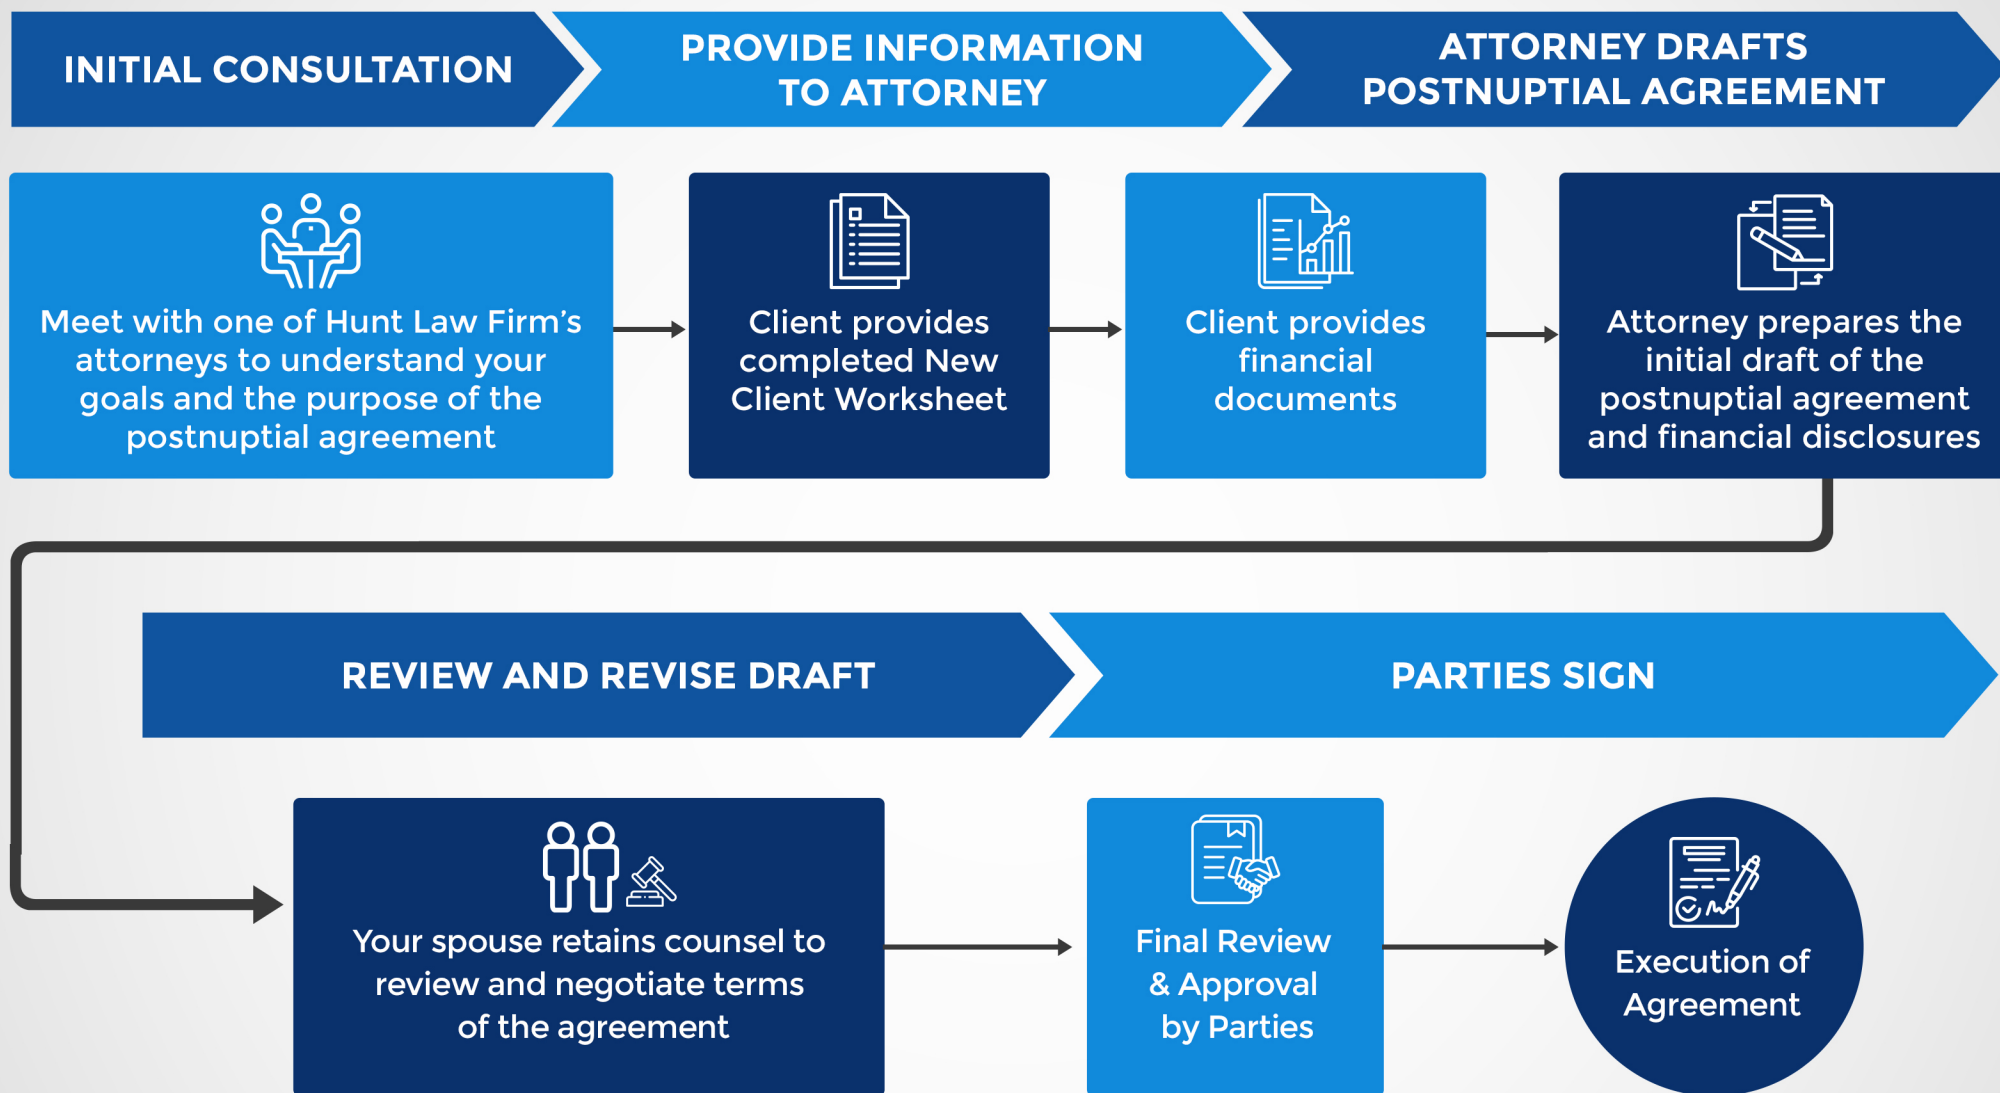 INITIAL CONSULTATION
PROVIDE INFORMATION
TO ATTORNEY
ATTORNEY DRAFTS
POSTNUPTIAL AGREEMENT
Meet with one of Hunt Law Firm’s
attorneys to understand your
goals and the purpose of the
postnuptial agreement
Client provides
completed New
Client Worksheet
Client provides
financial
documents
Attorney prepares the
initial draft of the
postnuptial agreement
and financial disclosures
REVIEW AND REVISE DRAFT
PARTIES SIGN
Your spouse retains counsel to
review and negotiate terms
of the agreement
Final Review
& Approval
by Parties
Execution of
Agreement